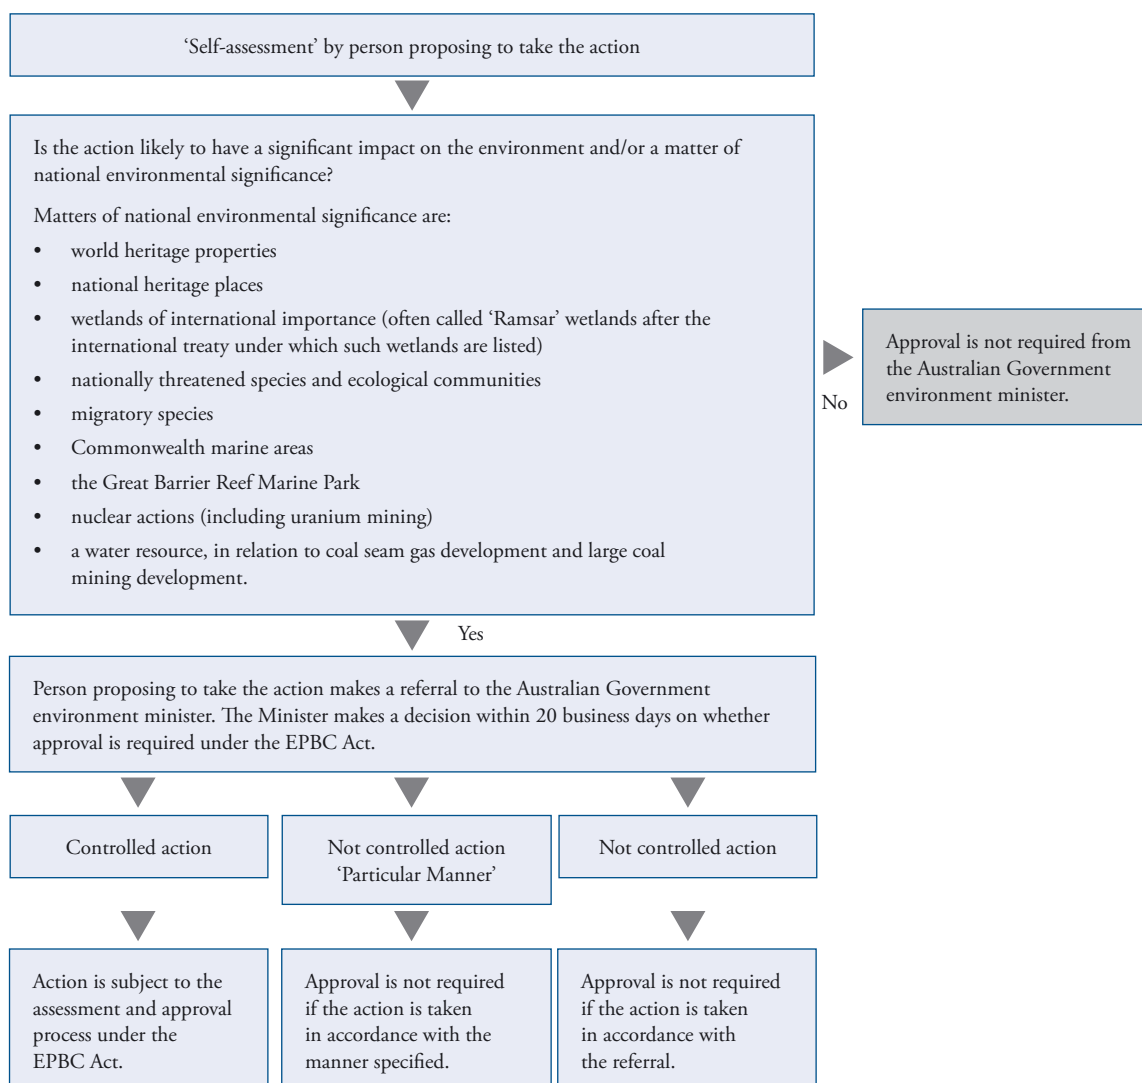 ‘Self-assessment’ by person proposing to take the action
Is the action likely to have a significant impact on the environment and/or a matter of
national environmental significance?
Matters of national environmental significance are:
• world heritage properties
• national heritage places
• wetlands of international importance (often called ‘Ramsar’ wetlands after the
international treaty under which such wetlands are listed)
• nationally threatened species and ecological communities
• migratory species
• Commonwealth marine areas
• the Great Barrier Reef Marine Park
• nuclear actions (including uranium mining)
• a water resource, in relation to coal seam gas development and large coal
mining development.
No
Approval is not required from
the Australian Government
environment minister.
Yes
Person proposing to take the action makes a referral to the Australian Government
environment minister. The Minister makes a decision within 20 business days on whether
approval is required under the EPBC Act.
Controlled action
Not controlled action
‘Particular Manner’
Not controlled action
Action is subject to the
assessment and approval
process under the
EPBC Act.
Approval is not required
if the action is taken
in accordance with the
manner specified.
Approval is not required
if the action is taken
in accordance with
the referral.